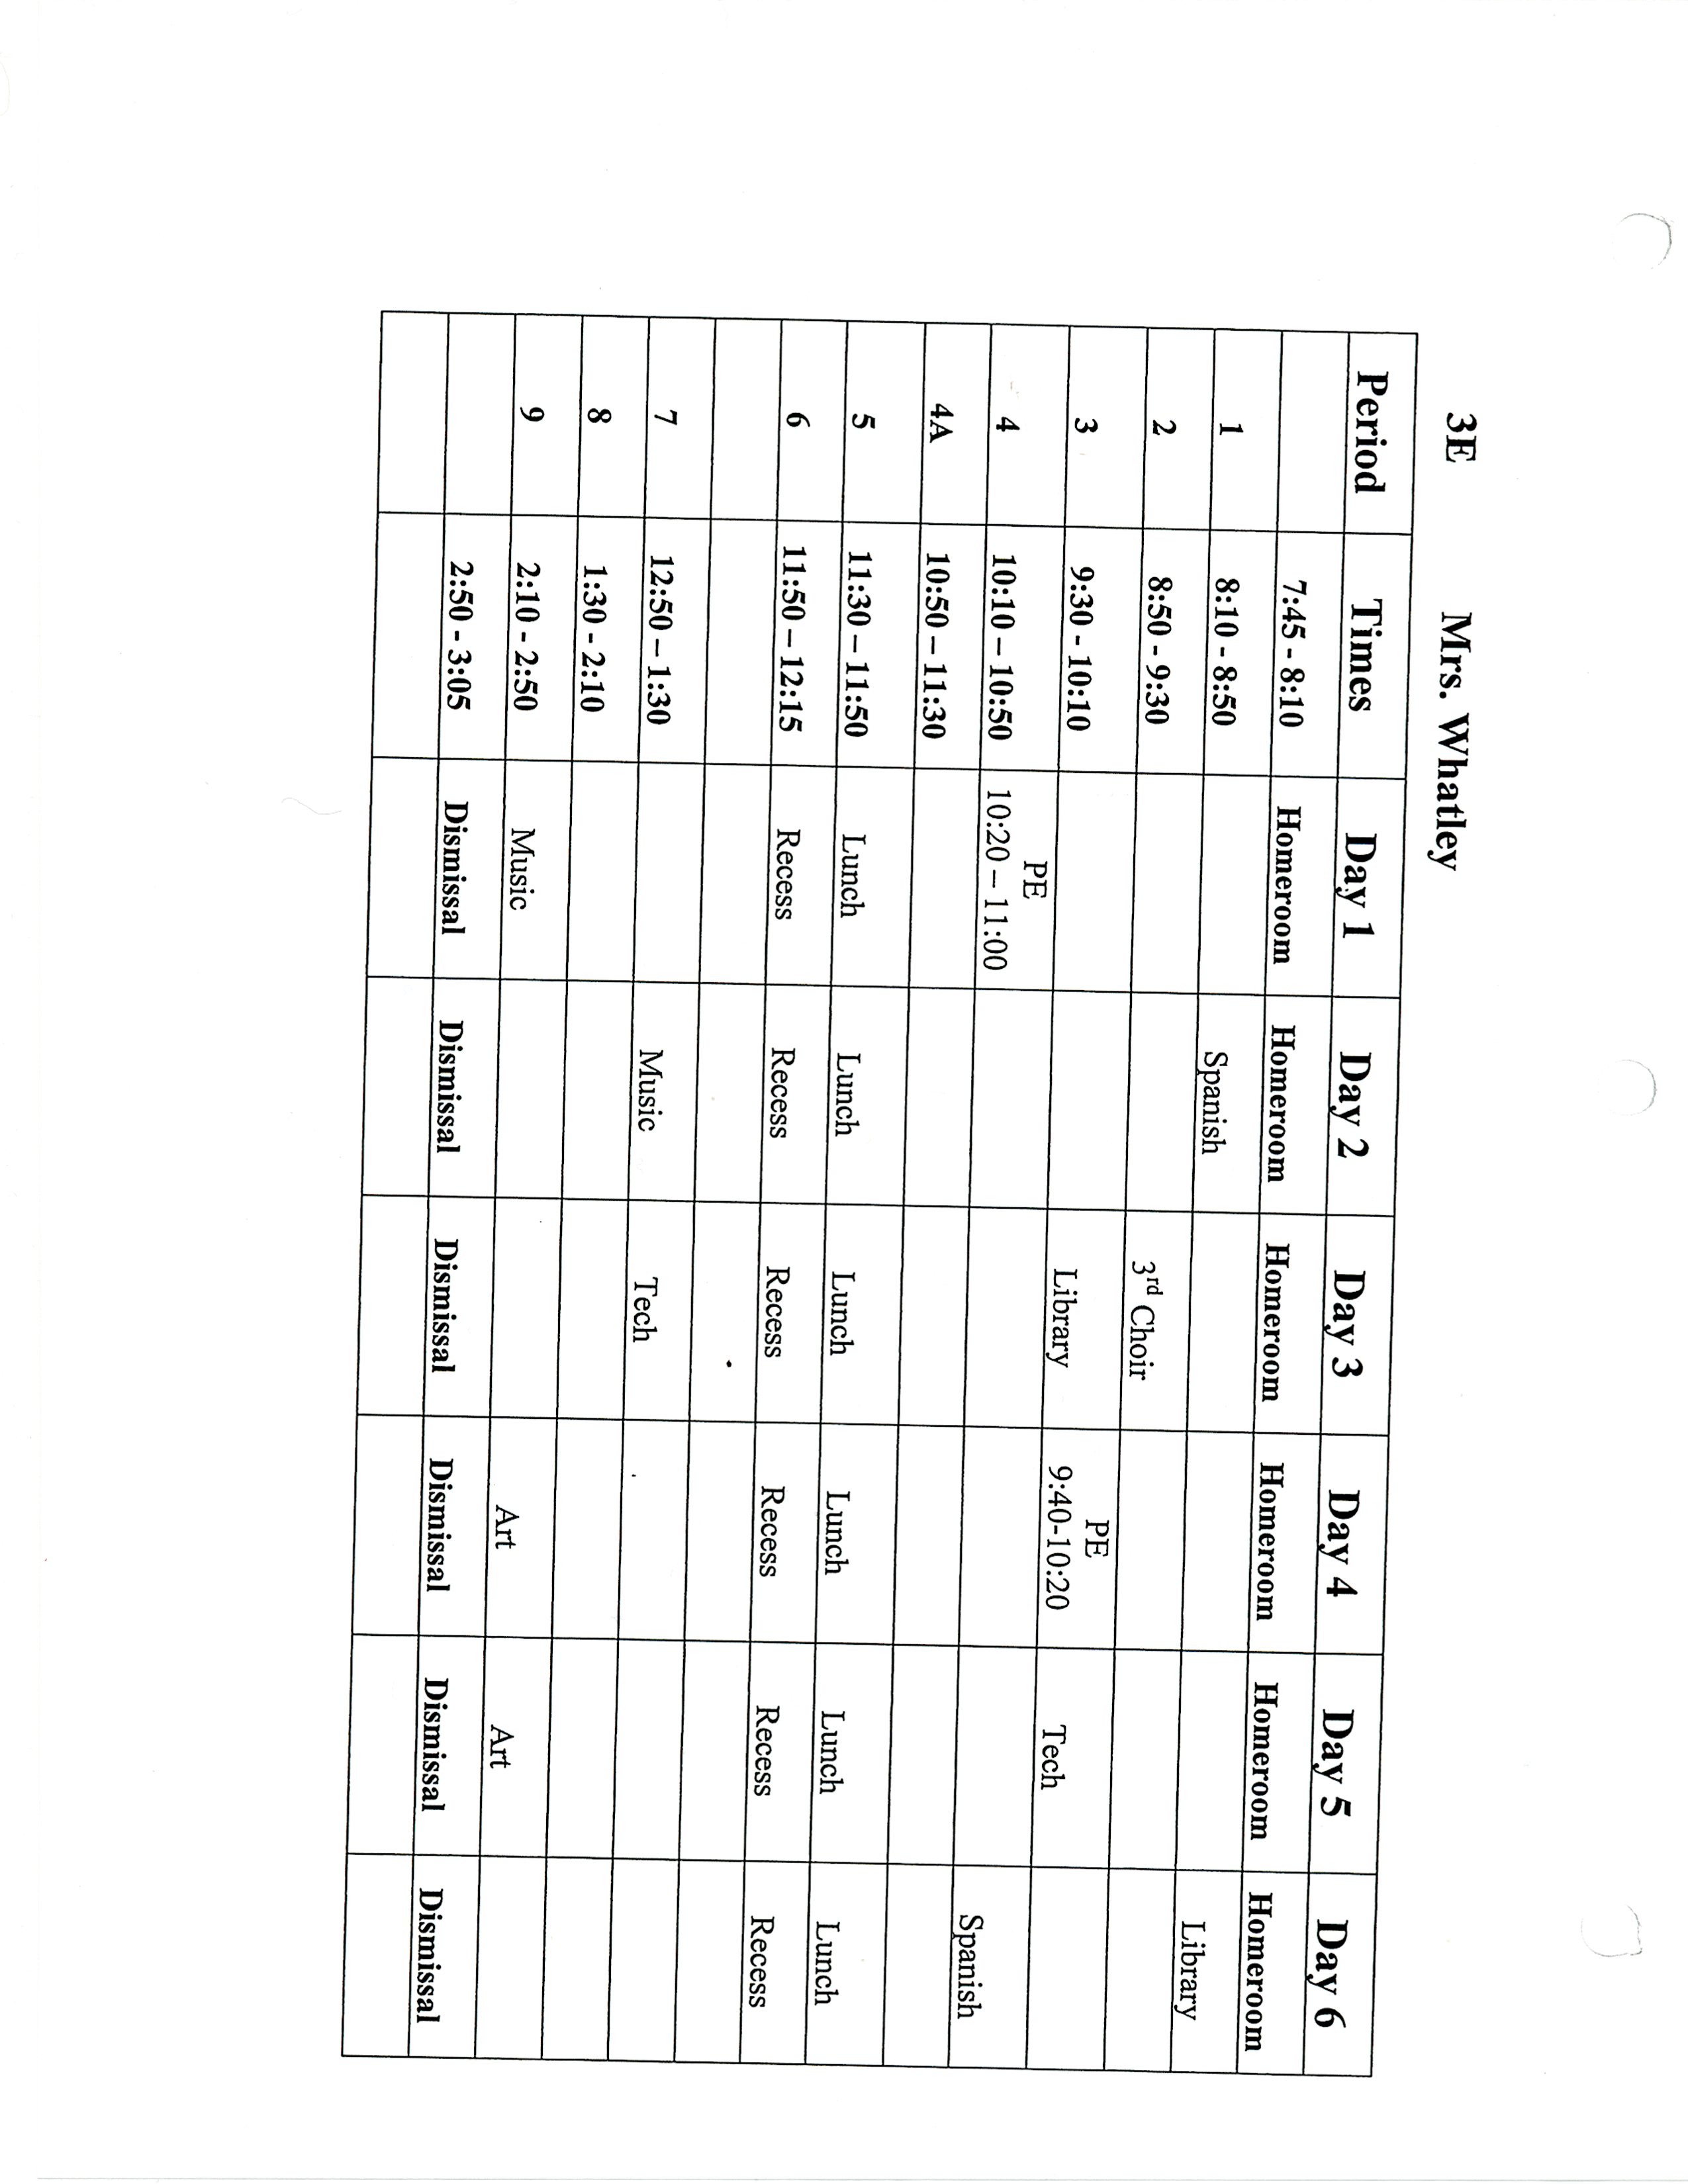 3E Mrs. Whatley
Period Times Day 1 Day 2 Day 3 Day 4 Day 5 Day 6
7:45 - 8:10 Homeroom Homeroom Homeroom Homeroom Homeroom Homeroom
1 8:10 - 8:50 Spanish Library
2 8:50 - 9:30 3rd Choir
3 9:30 - 10:10 Library PE 9:40-10:20 Tech
4 10:10 – 10:50 PE 10:20 – 11:00 Spanish
4A 10:50 – 11:30
5 11:30 – 11:50 Lunch Lunch Lunch Lunch Lunch Lunch
6 11:50 – 12:15 Recess Recess Recess Recess Recess Recess
7 12:50 – 1:30 Music Tech
8 1:30 - 2:10
9 2:10 - 2:50 Music Art Art
2:50 - 3:05 Dismissal Dismissal Dismissal Dismissal Dismissal Dismissal